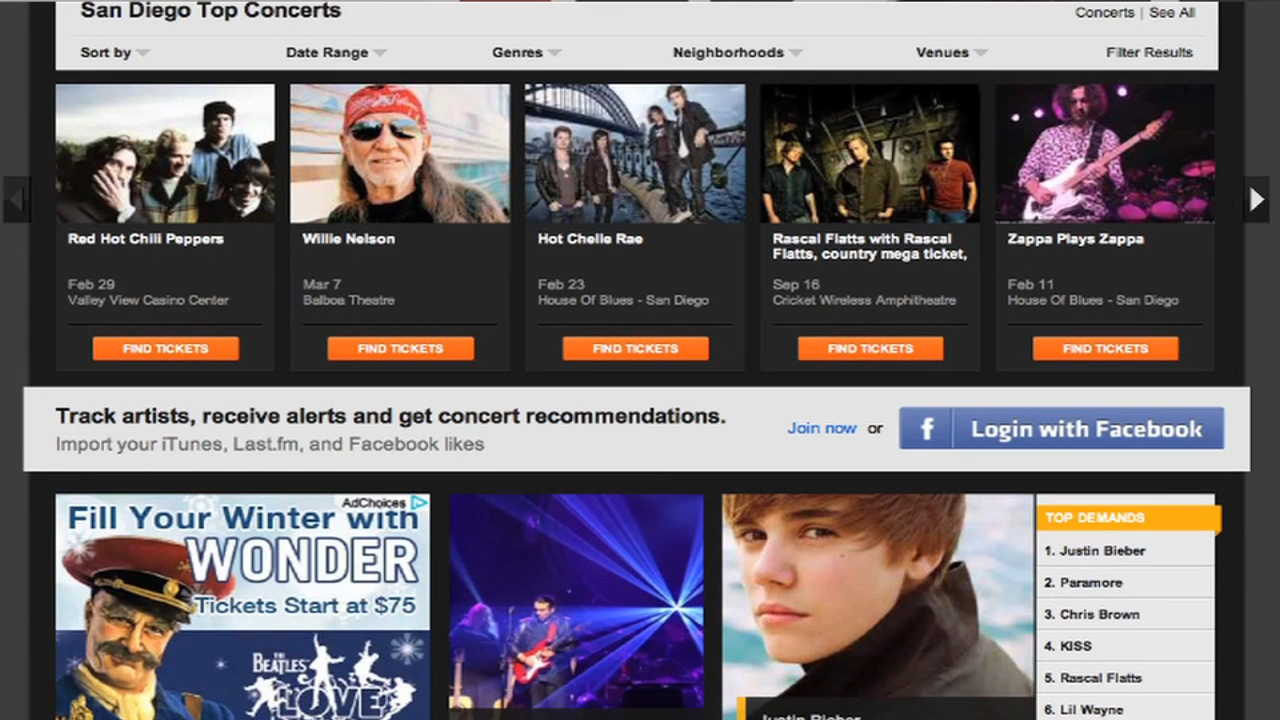 San Diego Top Concerts
Concerts | See All
Sort by
Date Range
Genres
Neighborhoods
Venues
Filter Results
Red Hot Chili Peppers
Feb 29
Valley View Casino Center
FIND TICKETS
Willie Nelson
Mar 7
Balboa Theatre
FIND TICKETS
Hot Chelle Rae
Feb 23
House Of Blues - San Diego
FIND TICKETS
Rascal Flatts with Rascal
Flatts, country mega ticket,
Sep 16
Cricket Wireless Amphitheatre
FIND TICKETS
Zappa Plays Zappa
Feb 11
House Of Blues - San Diego
FIND TICKETS
Track artists, receive alerts and get concert recommendations.
Import your iTunes, Last.fm, and Facebook likes
Join now or
f Login with Facebook
AdChoices
Fill Your Winter with
WONDER
Tickets Start at $75
THE
BEATLES
LOVE
Justin Bieber
TOP DEMANDS
1. Justin Bieber
2. Paramore
3. Chris Brown
4. KISS
5. Rascal Flatts
6. Lil Wayne